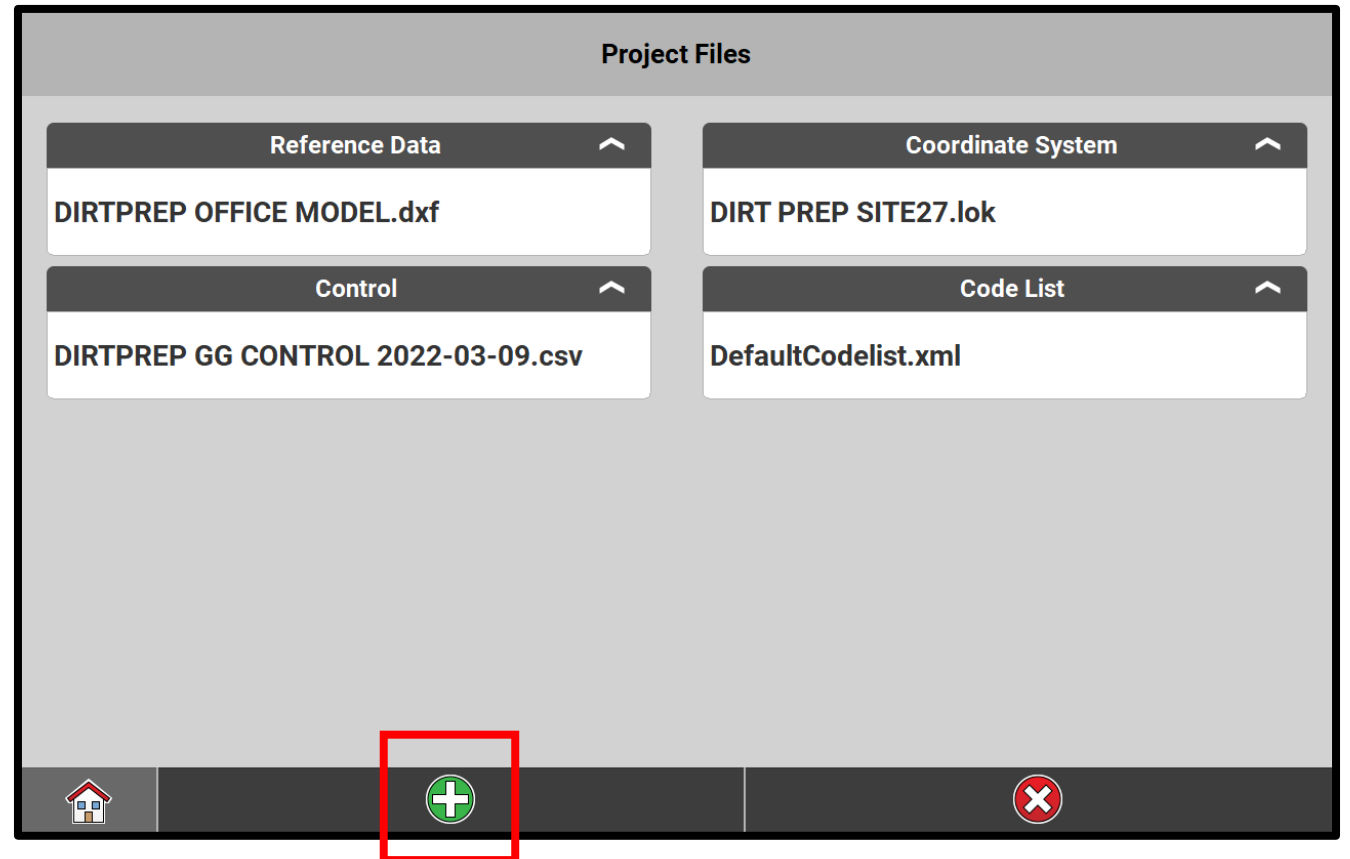 Project Files
Reference Data
DIRTPREP OFFICE MODEL.dxf
Control
DIRTPREP GG CONTROL 2022-03-09.csv
Coordinate System
DIRT PREP SITE27.lok
Code List
DefaultCodelist.xml